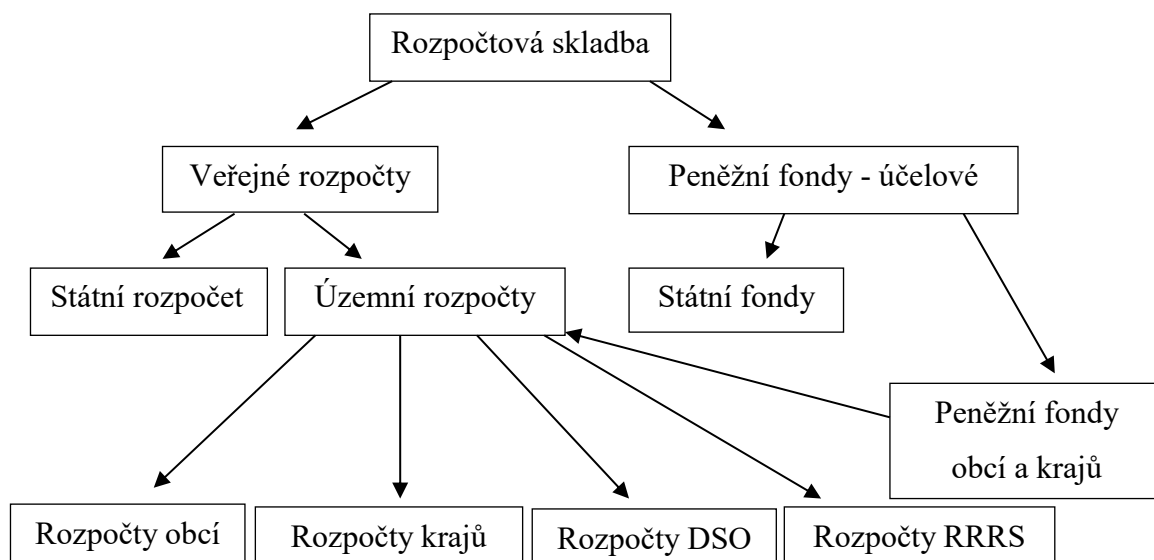 Rozpočtová skladba
Veřejné rozpočty
Peněžní fondy - účelové
Státní rozpočet
Územní rozpočty
Státní fondy
Peněžní fondy
obcí a krajů
Rozpočty obcí
Rozpočty krajů
Rozpočty DSO
Rozpočty RRRS